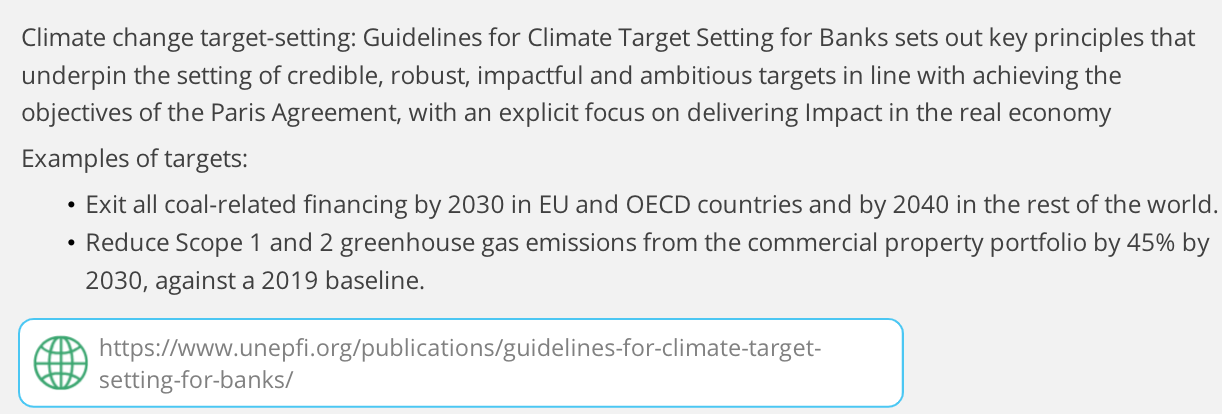 Climate change target-setting: Guidelines for Climate Target Setting for Banks sets out key principles that
underpin the setting of credible, robust, impactful and ambitious targets in line with achieving the
objectives of the Paris Agreement, with an explicit focus on delivering Impact in the real economy
Examples of targets:
• Exit all coal-related financing by 2030 in EU and OECD countries and by 2040 in the rest of the world.
• Reduce Scope 1 and 2 greenhouse gas emissions from the commercial property portfolio by 45% by
2030, against a 2019 baseline.
https://www.unepfi.org/publications/guidelines-for-climate-target-
setting-for-banks/